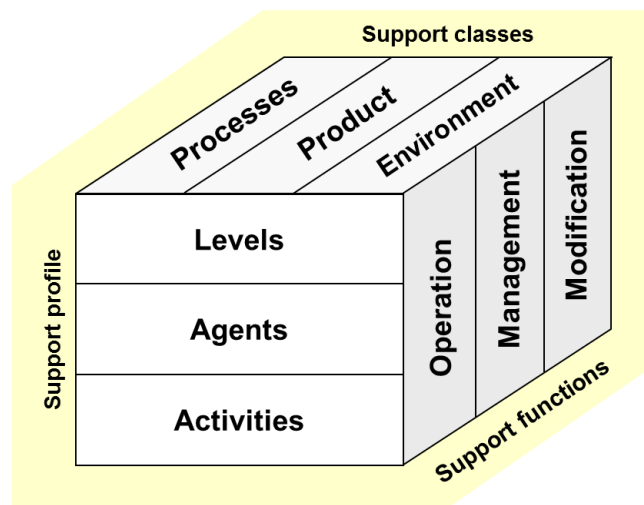 Support classes
Processes
Product
Environment
Support profile
Levels
Agents
Activities
Operation
Management
Modification
Support functions